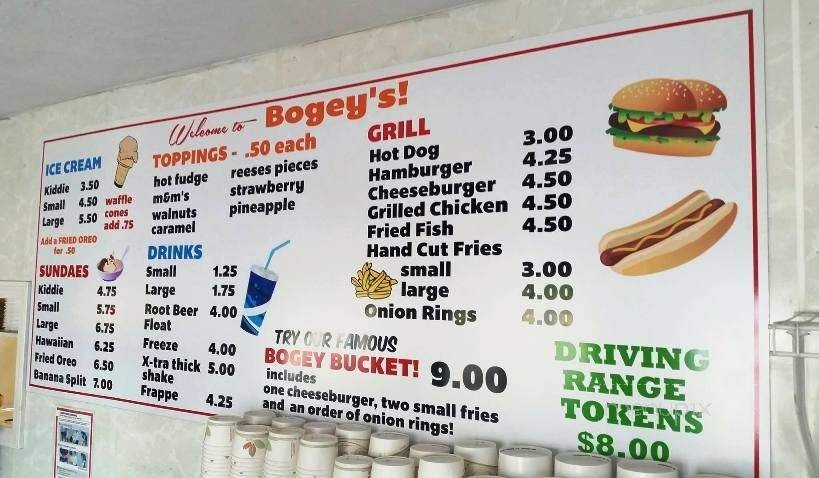 Welcome to Bogey's!
ICE CREAM
Kiddie 3.50
Small 4.50
Large 5.50
waffle
cones
add .75
Add a FRIED OREO
for .50
SUNDAES
Kiddie 4.75
Small 5.75
Large 6.75
Hawaiian 6.25
Fried Oreo 6.50
Banana Split 7.00
TOPPINGS - .50 each
hot fudge
m&m's
walnuts
caramel
reeses pieces
strawberry
pineapple
DRINKS
Small 1.25
Large 1.75
Root Beer 4.00
Float
Freeze 4.00
X-tra thick 5.00
shake
Frappe 4.25
GRILL
Hot Dog 3.00
Hamburger 4.25
Cheeseburger 4.50
Grilled Chicken 4.50
Fried Fish 4.50
Hand Cut Fries
small 3.00
large 4.00
Onion Rings 4.00
TRY OUR FAMOUS
BOGEY BUCKET! 9.00
includes
one cheeseburger, two small fries
and an order of onion rings!
DRIVING
RANGE
TOKENS
$8.00